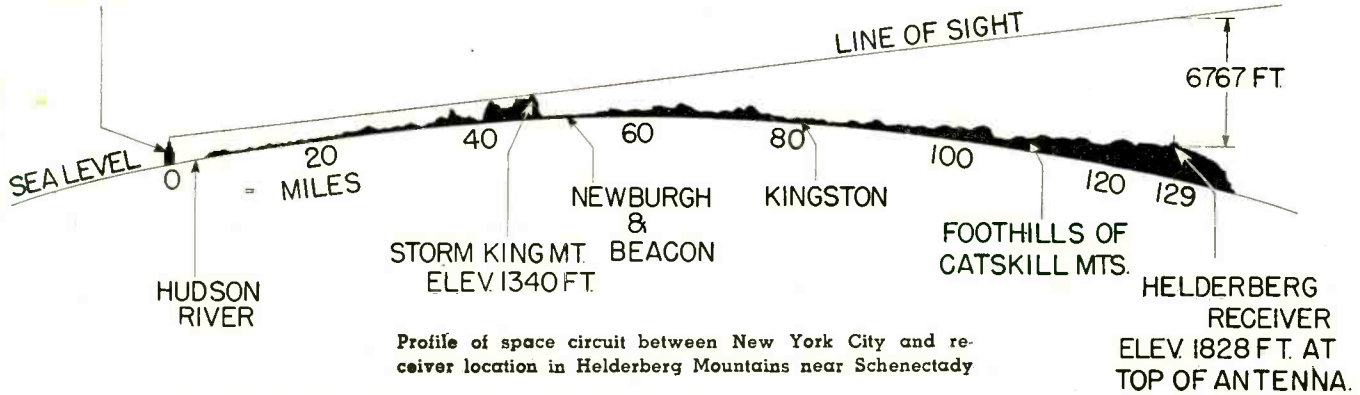 LINE OF SIGHT
6767 FT.
SEA LEVEL
0
20
40
60
80
100
120
129
MILES
HUDSON
RIVER
STORM KING MT.
ELEV. 1340 FT.
NEWBURGH
&
BEACON
KINGSTON
FOOTHILLS OF
CATSKILL MTS.
HELDERBERG
RECEIVER
ELEV. 1828 FT. AT
TOP OF ANTENNA.
Profile of space circuit between New York City and re-
ceiver location in Helderberg Mountains near Schenectady